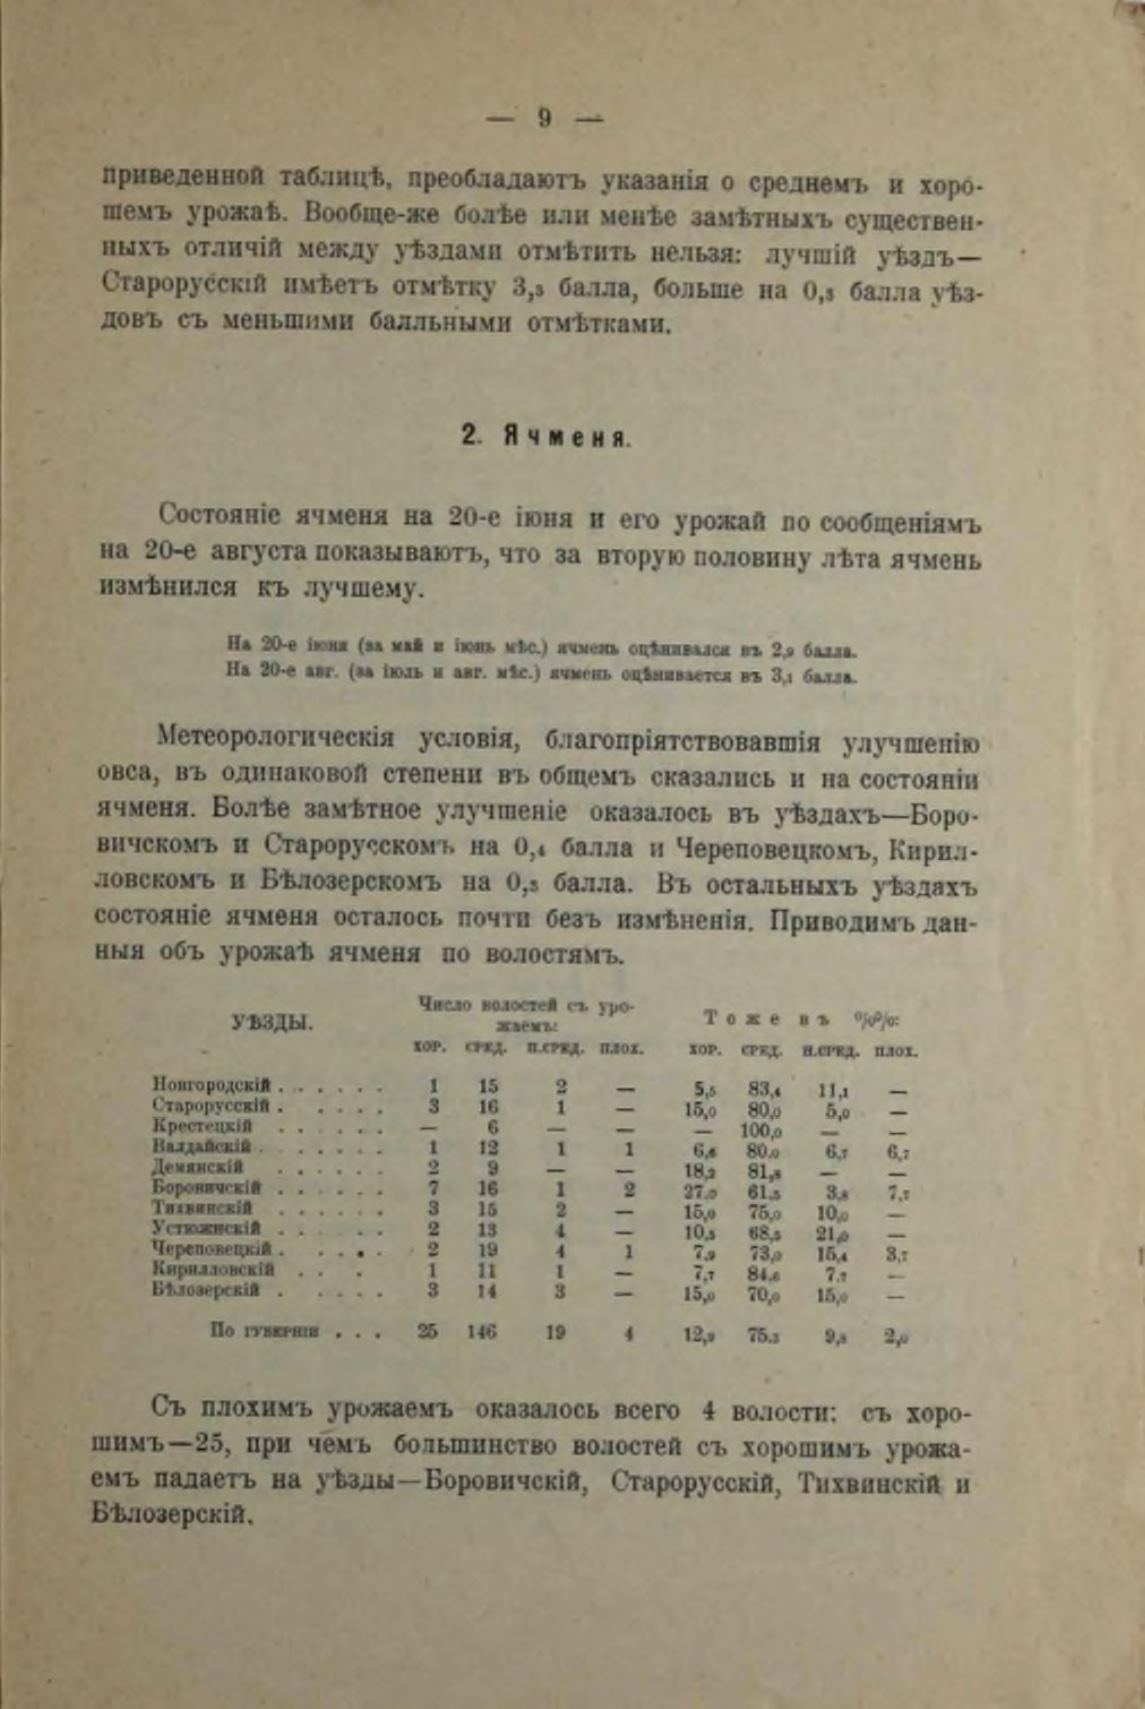 — 9 —
приведенной таблицѣ, преобладаютъ указанія о среднемъ и хоро-
шемъ урожаѣ. Вообще-же болѣе или менѣе замѣтныхъ существен-
ныхъ отличій между уѣздами отмѣтить нельзя: лучшій уѣздъ—
Старорусскій имѣетъ отмѣтку 3,3 балла, больше на 0,3 балла уѣз-
довъ съ меньшими балльными отмѣтками.
2. Ячменя.
Состояніе ячменя на 20-е іюня и его урожай по сообщеніямъ
на 20-е августа показываютъ, что за вторую половину лѣта ячмень
измѣнился къ лучшему.
На 20-е іюня (за май и іюнь мѣс.) ячмень оцѣнивался въ 2,9 балла.
На 20-е авг. (за іюль и авг. мѣс.) ячмень оцѣнивается въ 3,1 балла.
Метеорологическія условія, благопріятствовавшія улучшенію
овса, въ одинаковой степени въ общемъ сказались и на состояніи
ячменя. Болѣе замѣтное улучшеніе оказалось въ уѣздахъ—Боро-
вичскомъ и Старорусскомъ на 0,4 балла и Череповецкомъ, Кирил-
ловскомъ и Бѣлозерскомъ на 0,3 балла. Въ остальныхъ уѣздахъ
состояніе ячменя осталось почти безъ измѣненія. Приводимъ дан-
ныя объ урожаѣ ячменя по волостямъ.
УѢЗДЫ. Число волостей съ уро- жаемъ: Тоже въ %%:
хор. сред. н.сред. плох. хор. сред. н.сред. плох.
Новгородскій . . . . . . 1 15 2 — 5,5 83,4 11,1 —
Старорусскій . . . . . 3 16 1 — 15,0 80,0 5,0 —
Крестецкій . . . . . . — 6 — — — 100,0 — —
Валдайскій . . . . . . 1 12 1 1 6,6 80,0 6,7 6,7
Демянскій . . . . . . 2 9 — — 18,2 81,8 — —
Боровичскій . . . . . . 7 16 1 2 27,0 61,5 3,8 7,7
Тихвинскій . . . . . . 3 15 2 — 15,0 75,0 10,0 —
Устюжнскій . . . . . . 2 13 4 — 10,5 68,5 21,0 —
Череповецкій . . . . . 2 19 4 1 7,9 73,0 15,4 3,7
Кирилловскій . . . 1 11 1 — 7,7 84,6 7,7 —
Бѣлозерскій . . . . . 3 14 3 — 15,0 70,0 15,0 —
По губерніи . . . 25 146 19 4 12,9 75,3 9,8 2,0
Съ плохимъ урожаемъ оказалось всего 4 волости; съ хоро-
шимъ—25, при чемъ большинство волостей съ хорошимъ урожа-
емъ падаетъ на уѣзды—Боровичскій, Старорусскій, Тихвинскій и
Бѣлозерскій.